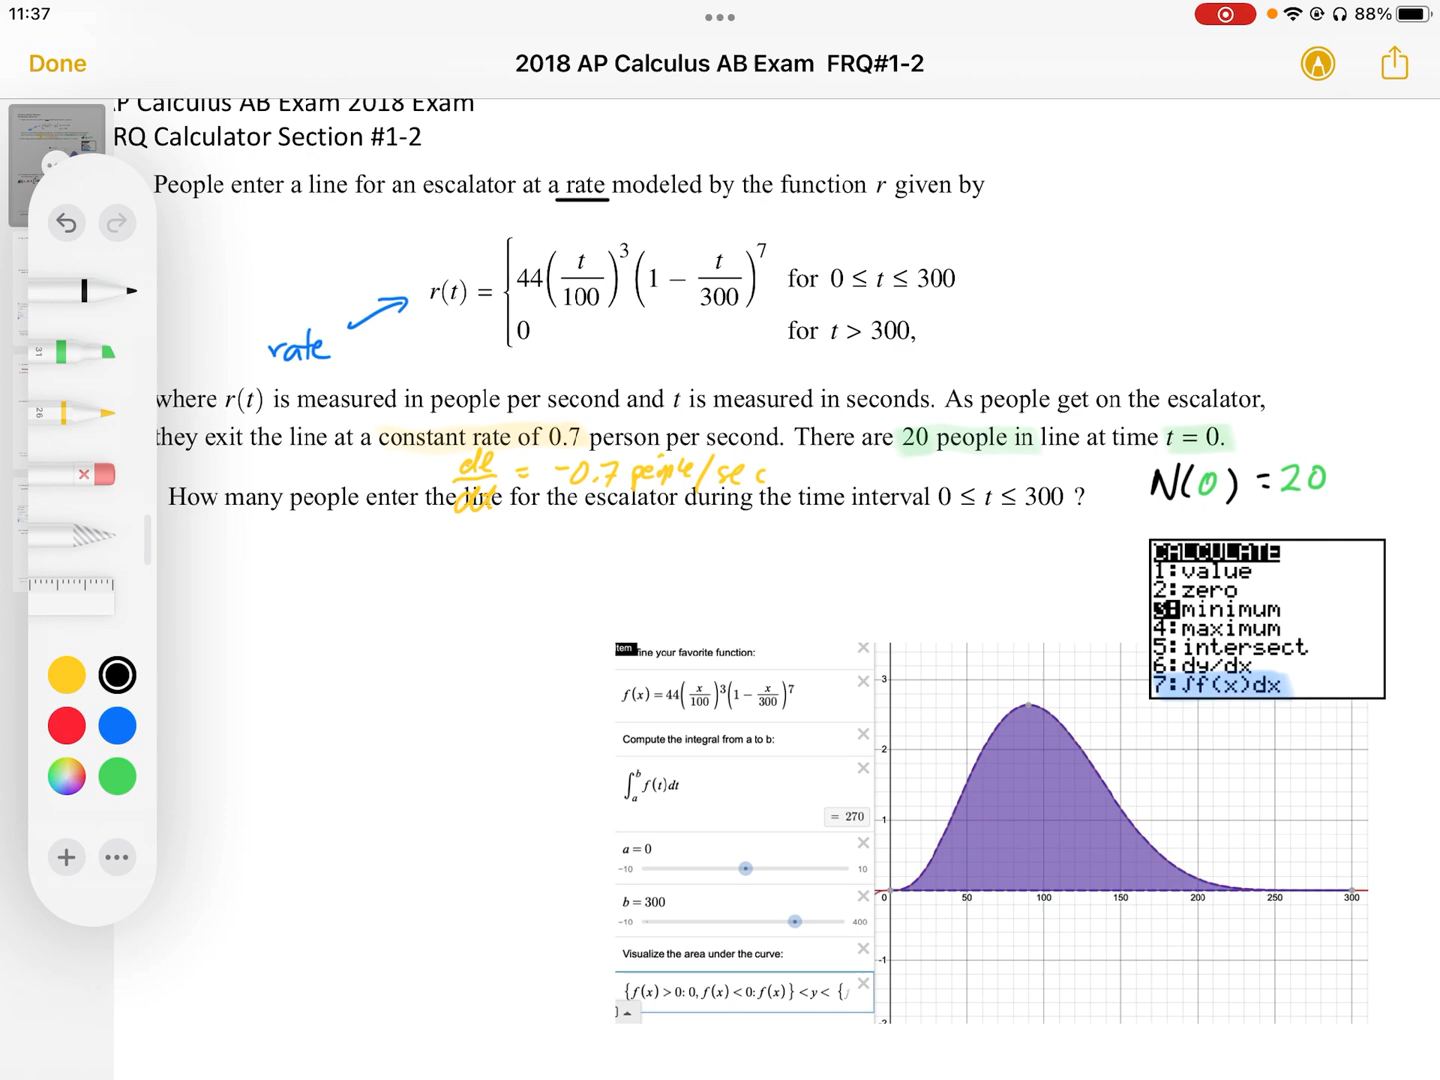 11:37
88%
Done
2018 AP Calculus AB Exam FRQ#1-2
P Calculus AB Exam 2018 Exam
RQ Calculator Section #1-2
People enter a line for an escalator at a rate modeled by the function r given by
r(t) = { 44(t/100)^3 (1 − t/300)^7 for 0 ≤ t ≤ 300
0 for t > 300,
rate
where r(t) is measured in people per second and t is measured in seconds. As people get on the escalator,
they exit the line at a constant rate of 0.7 person per second. There are 20 people in line at time t = 0.
dl/dt = -0.7 people/sec
N(0) = 20
How many people enter the line for the escalator during the time interval 0 ≤ t ≤ 300 ?
CALCULATE
1:value
2:zero
3:minimum
4:maximum
5:intersect
6:dy/dx
7:∫f(x)dx
tem
ine your favorite function:
f(x) = 44(x/100)^3(1 − x/300)^7
Compute the integral from a to b:
∫_a^b f(t)dt
= 270
a = 0
-10 10
b = 300
-10 400
Visualize the area under the curve:
{f(x) > 0: 0, f(x) < 0: f(x)} < y < {f
3
2
1
0 50 100 150 200 250 300
-1
-2
31
26